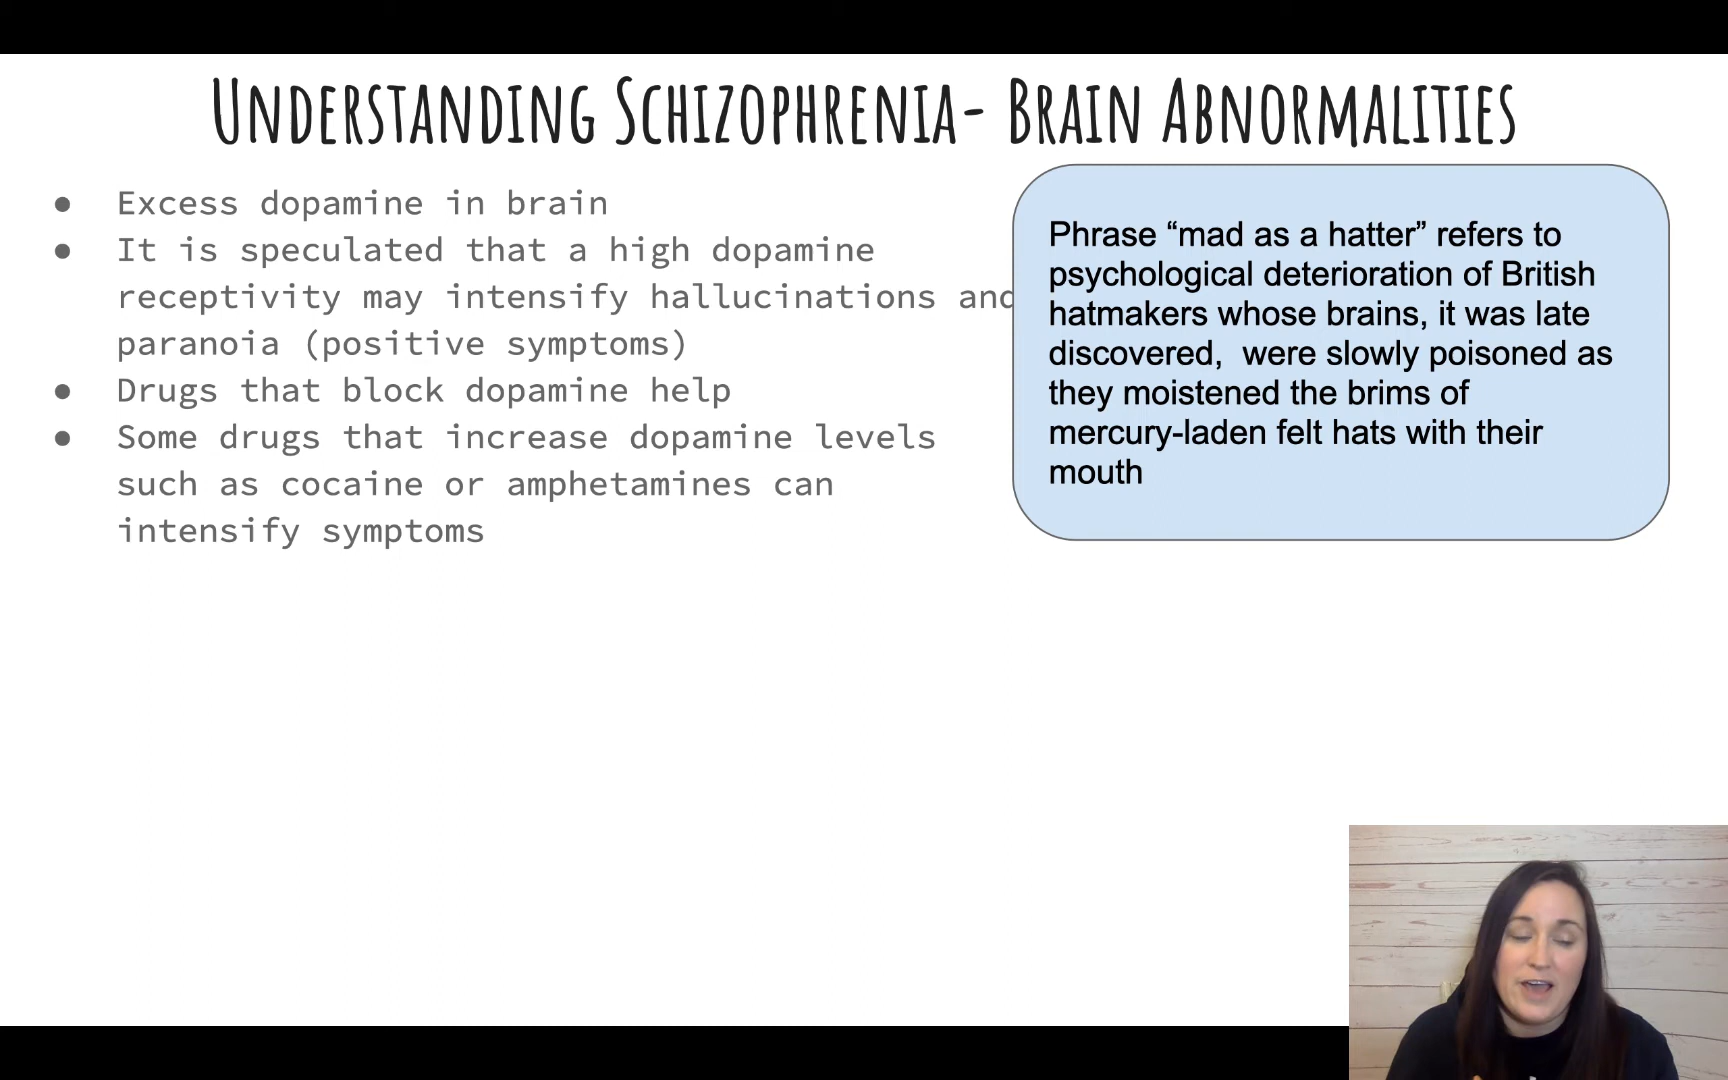 Understanding Schizophrenia- Brain Abnormalities
● Excess dopamine in brain
● It is speculated that a high dopamine
receptivity may intensify hallucinations and
paranoia (positive symptoms)
● Drugs that block dopamine help
● Some drugs that increase dopamine levels
such as cocaine or amphetamines can
intensify symptoms
Phrase “mad as a hatter” refers to
psychological deterioration of British
hatmakers whose brains, it was late
discovered,  were slowly poisoned as
they moistened the brims of
mercury-laden felt hats with their
mouth